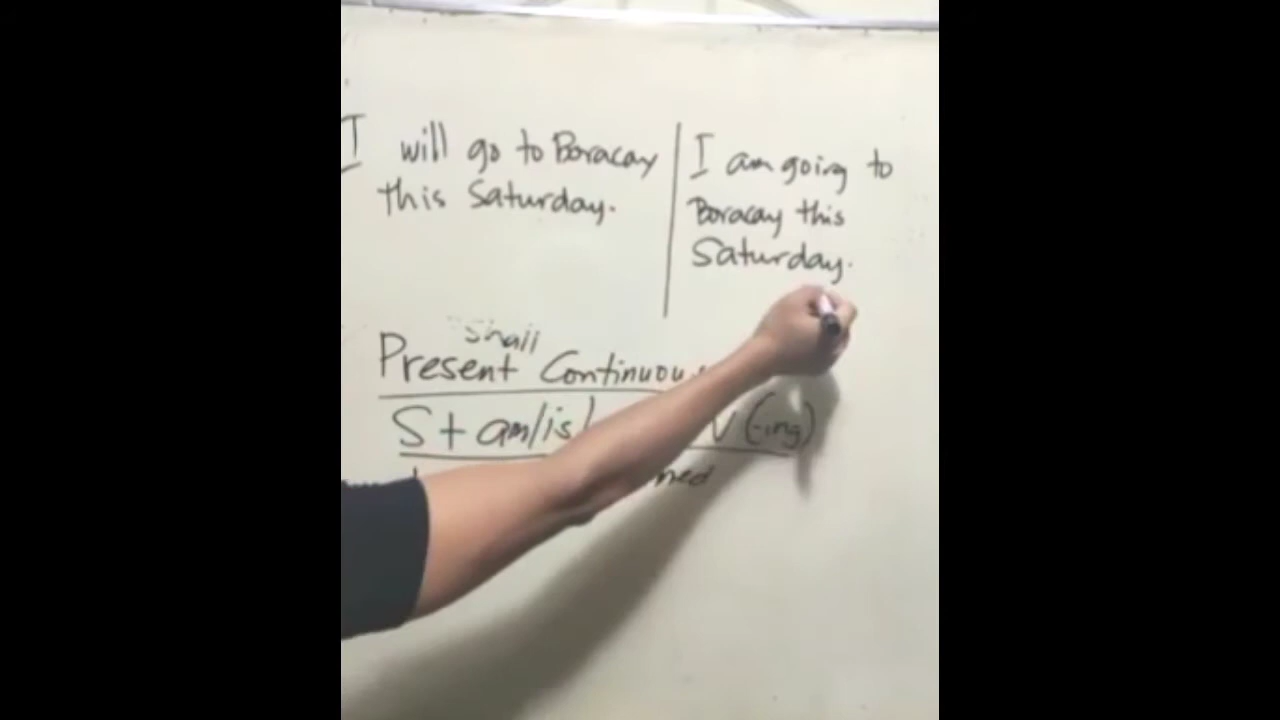 I will go to Boracay
this Saturday.
I am going to
Boracay this
Saturday.
shall
Present Continuou
S + am/is/ V (-ing)